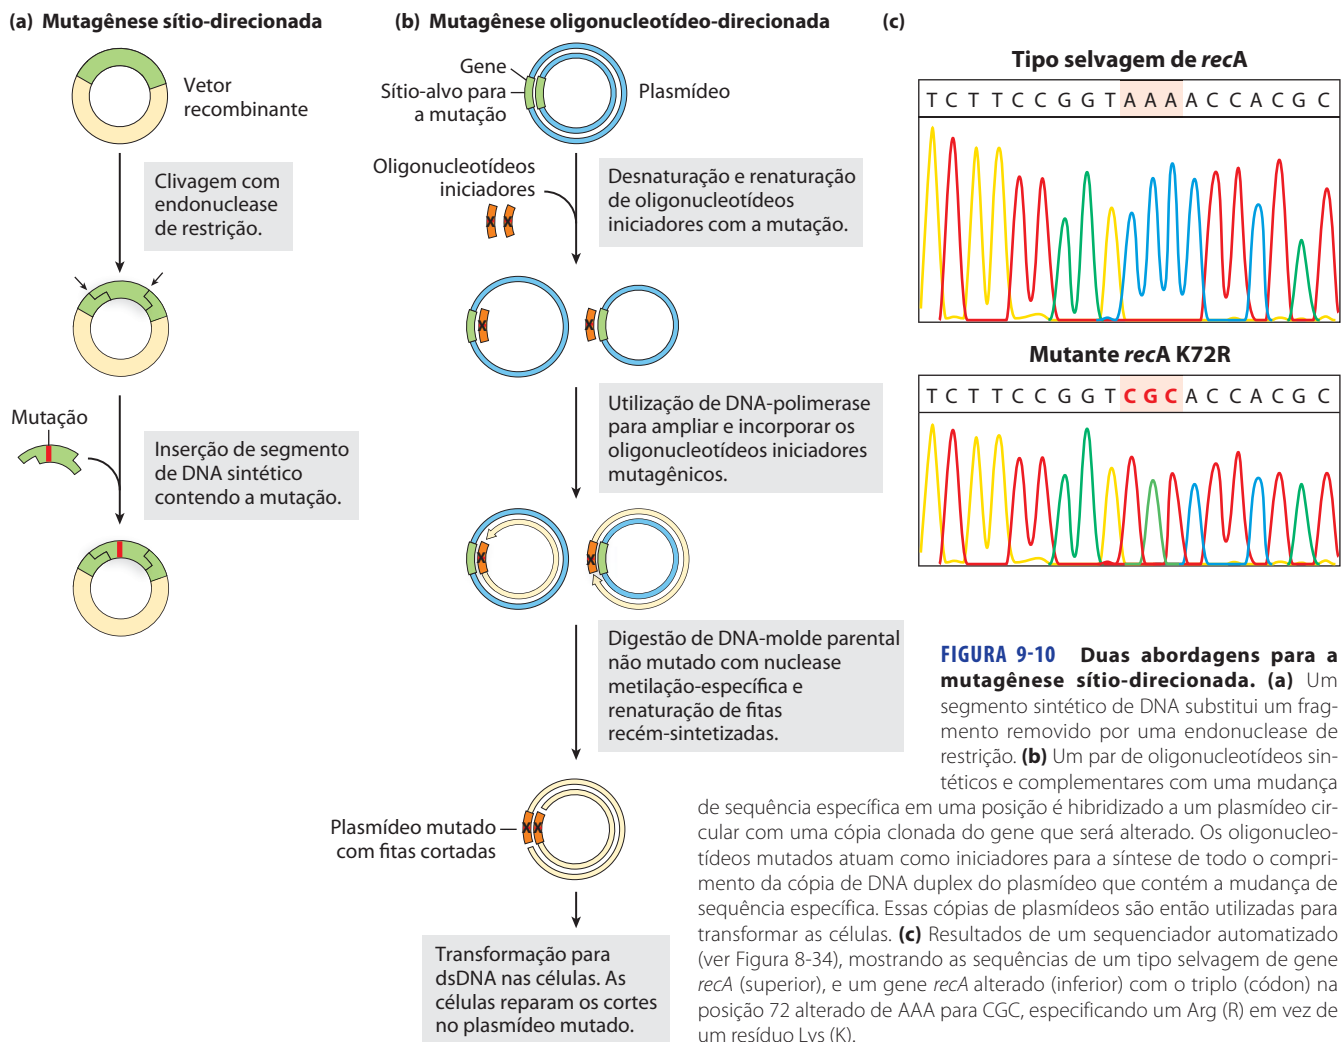 (a) Mutagênese sítio-direcionada
Vetor
recombinante
Clivagem com
endonuclease
de restrição.
Mutação
Inserção de segmento
de DNA sintético
contendo a mutação.
(b) Mutagênese oligonucleotídeo-direcionada
Gene
Sítio-alvo para
a mutação
Plasmídeo
Oligonucleotídeos
iniciadores
X X
Desnaturação e renaturação
de oligonucleotídeos
iniciadores com a mutação.
X X
Utilização de DNA-polimerase
para ampliar e incorporar os
oligonucleotídeos iniciadores
mutagênicos.
X X
Digestão de DNA-molde parental
não mutado com nuclease
metilação-específica e
renaturação de fitas
recém-sintetizadas.
Plasmídeo mutado
com fitas cortadas
X X
Transformação para
dsDNA nas células. As
células reparam os cortes
no plasmídeo mutado.
(c)
Tipo selvagem de recA
T C T T C C G G T A A A A C C A C G C
Mutante recA K72R
T C T T C C G G T C G C A C C A C G C
FIGURA 9-10 Duas abordagens para a
mutagênese sítio-direcionada. (a) Um
segmento sintético de DNA substitui um frag-
mento removido por uma endonuclease de
restrição. (b) Um par de oligonucleotídeos sin-
téticos e complementares com uma mudança
de sequência específica em uma posição é hibridizado a um plasmídeo cir-
cular com uma cópia clonada do gene que será alterado. Os oligonucleo-
tídeos mutados atuam como iniciadores para a síntese de todo o compri-
mento da cópia de DNA duplex do plasmídeo que contém a mudança de
sequência específica. Essas cópias de plasmídeos são então utilizadas para
transformar as células. (c) Resultados de um sequenciador automatizado
(ver Figura 8-34), mostrando as sequências de um tipo selvagem de gene
recA (superior), e um gene recA alterado (inferior) com o triplo (códon) na
posição 72 alterado de AAA para CGC, especificando um Arg (R) em vez de
um resíduo Lys (K).